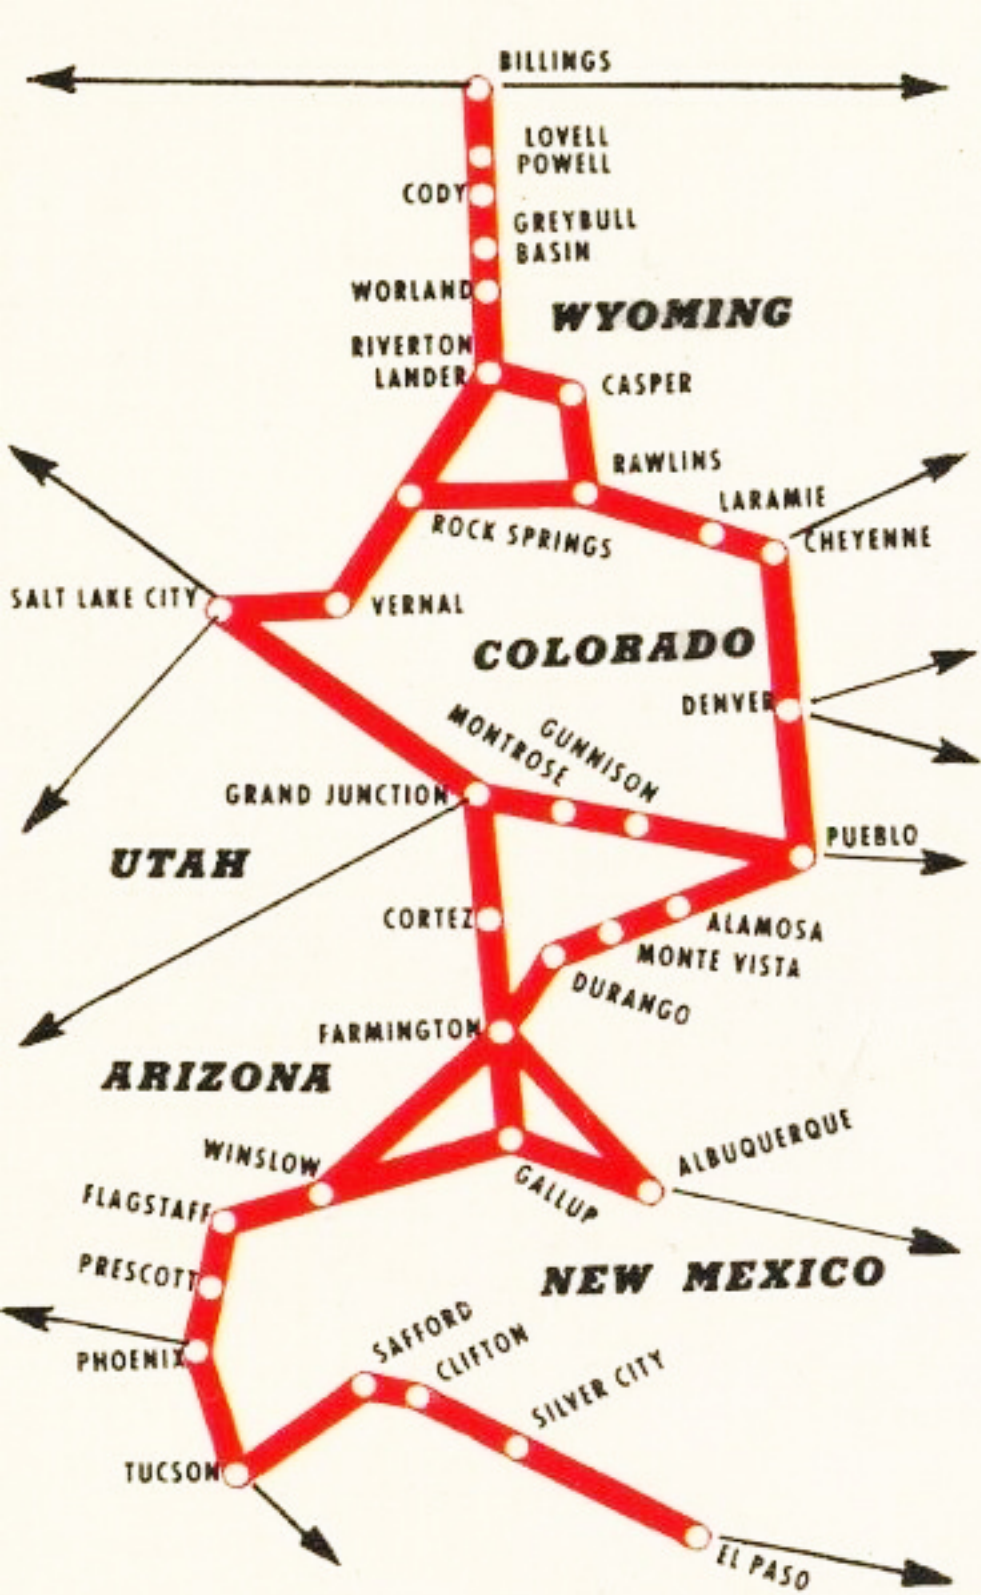 BILLINGS
LOVELL
POWELL
CODY
GREYBULL
BASIN
WORLAND
WYOMING
RIVERTON
LANDER
CASPER
RAWLINS
LARAMIE
ROCK SPRINGS
CHEYENNE
SALT LAKE CITY
VERNAL
COLORADO
DENVER
MONTROSE
GUNNISON
GRAND JUNCTION
PUEBLO
UTAH
CORTEZ
ALAMOSA
MONTE VISTA
DURANGO
FARMINGTON
ARIZONA
WINSLOW
ALBUQUERQUE
FLAGSTAFF
GALLUP
PRESCOTT
NEW MEXICO
PHOENIX
SAFFORD
CLIFTON
SILVER CITY
TUCSON
EL PASO